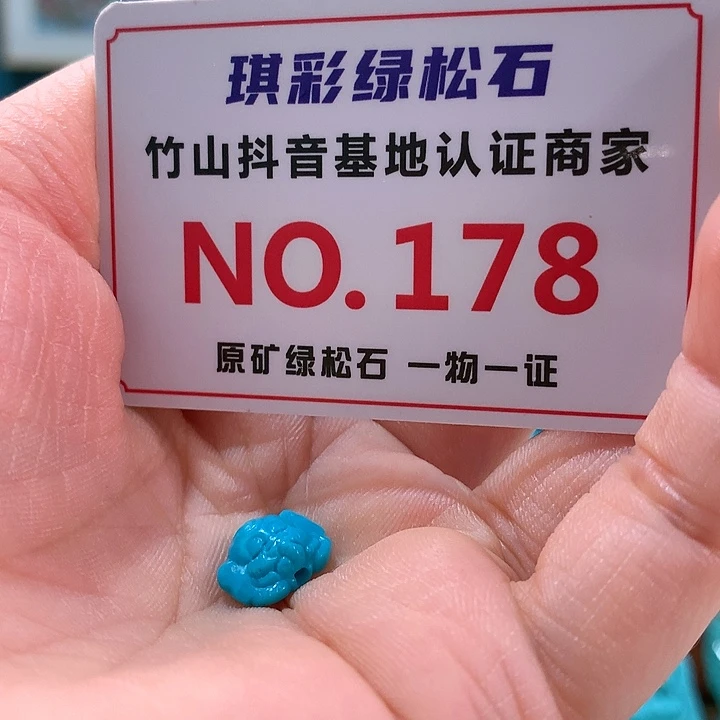 琪彩绿松石
竹山抖音基地认证商家
NO.178
原矿绿松石 一物一证